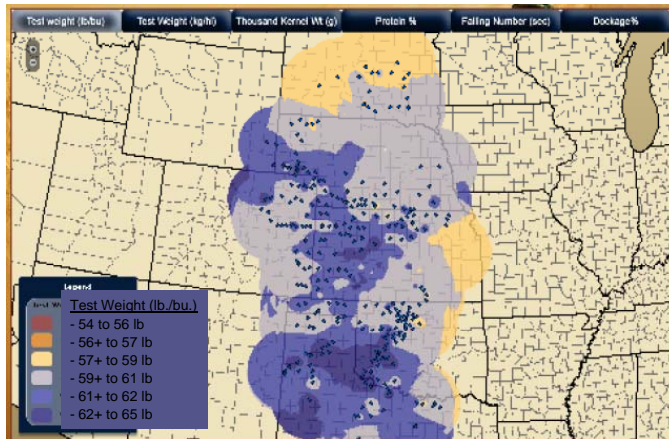 Test weight (lb/bu)
Test Weight (kg/hl)
Thousand Kernel Wt (g)
Protein %
Falling Number (sec)
Dockage%
Legend
Test Weight (lb./bu.)
- 54 to 56 lb
- 56+ to 57 lb
- 57+ to 59 lb
- 59+ to 61 lb
- 61+ to 62 lb
- 62+ to 65 lb